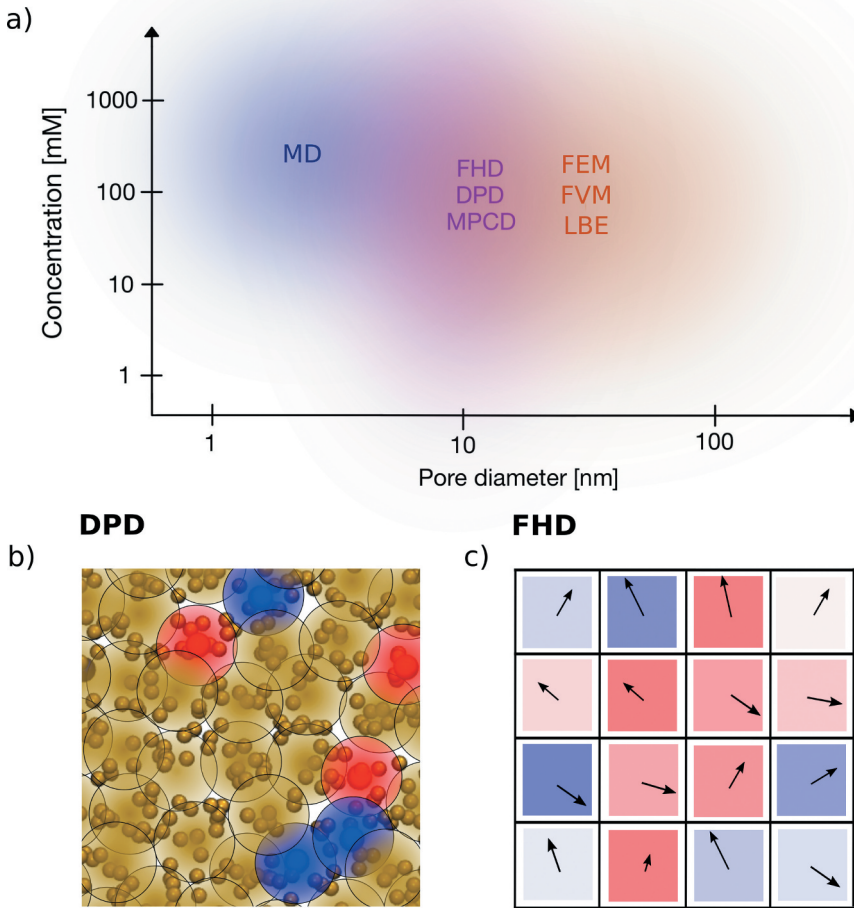 a)
Concentration [mM]
1000
100
10
1
MD
FHD
DPD
MPCD
FEM
FVM
LBE
1
10
100
Pore diameter [nm]
DPD
FHD
b)
c)